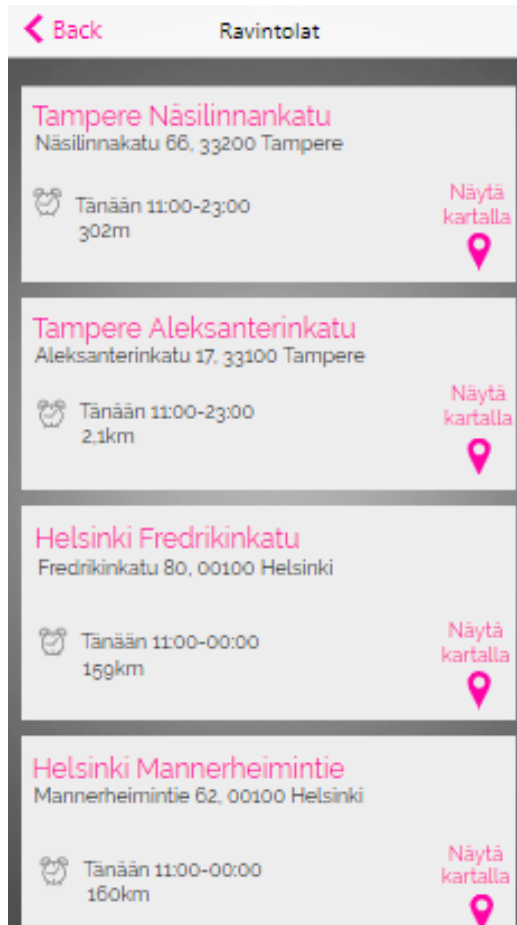 Back
Ravintolat
Tampere Näsilinnankatu
Näsilinnakatu 66, 33200 Tampere
Tänään 11:00-23:00
302m
Näytä
kartalla
Tampere Aleksanterinkatu
Aleksanterinkatu 17, 33100 Tampere
Tänään 11:00-23:00
2,1km
Näytä
kartalla
Helsinki Fredrikinkatu
Fredrikinkatu 80, 00100 Helsinki
Tänään 11:00-00:00
159km
Näytä
kartalla
Helsinki Mannerheimintie
Mannerheimintie 62, 00100 Helsinki
Tänään 11:00-00:00
160km
Näytä
kartalla